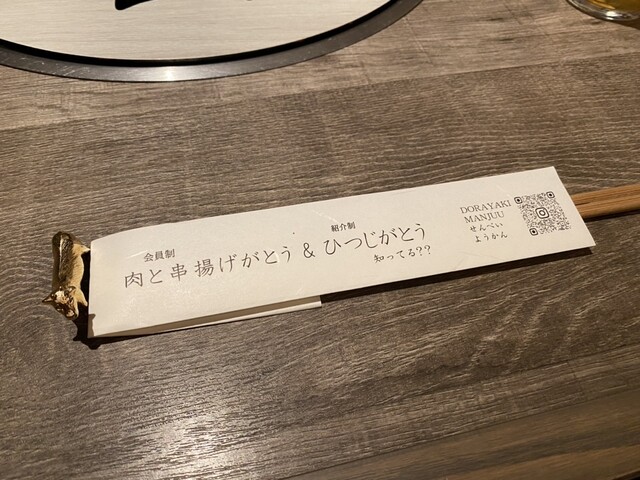 会員制
肉と串揚げがとう & ひつじがとう
紹介制
知ってる??
DORAYAKI
MANJUU
せんべい
ようかん